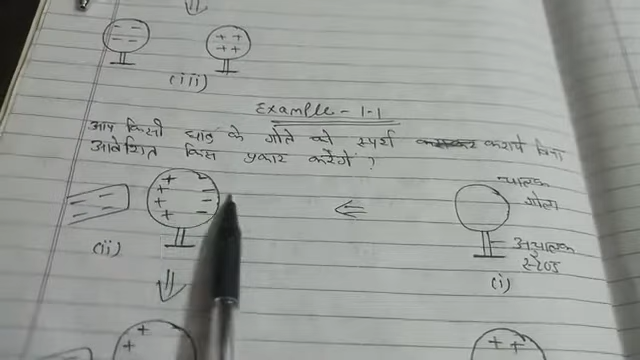 (iii)
Example - 1.1
आप किसी धातु के गोले को स्पर्श कराये बिना
आवेशित किस प्रकार करेंगे ?
चालक
गोला
(ii)
अचालक
स्टैण्ड
(i)